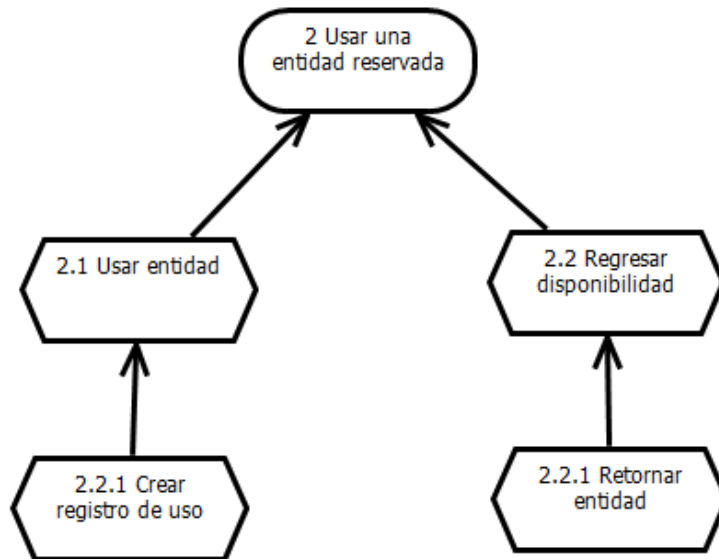 2 Usar una
entidad reservada
2.1 Usar entidad
2.2 Regresar
disponibilidad
2.2.1 Crear
registro de uso
2.2.1 Retornar
entidad